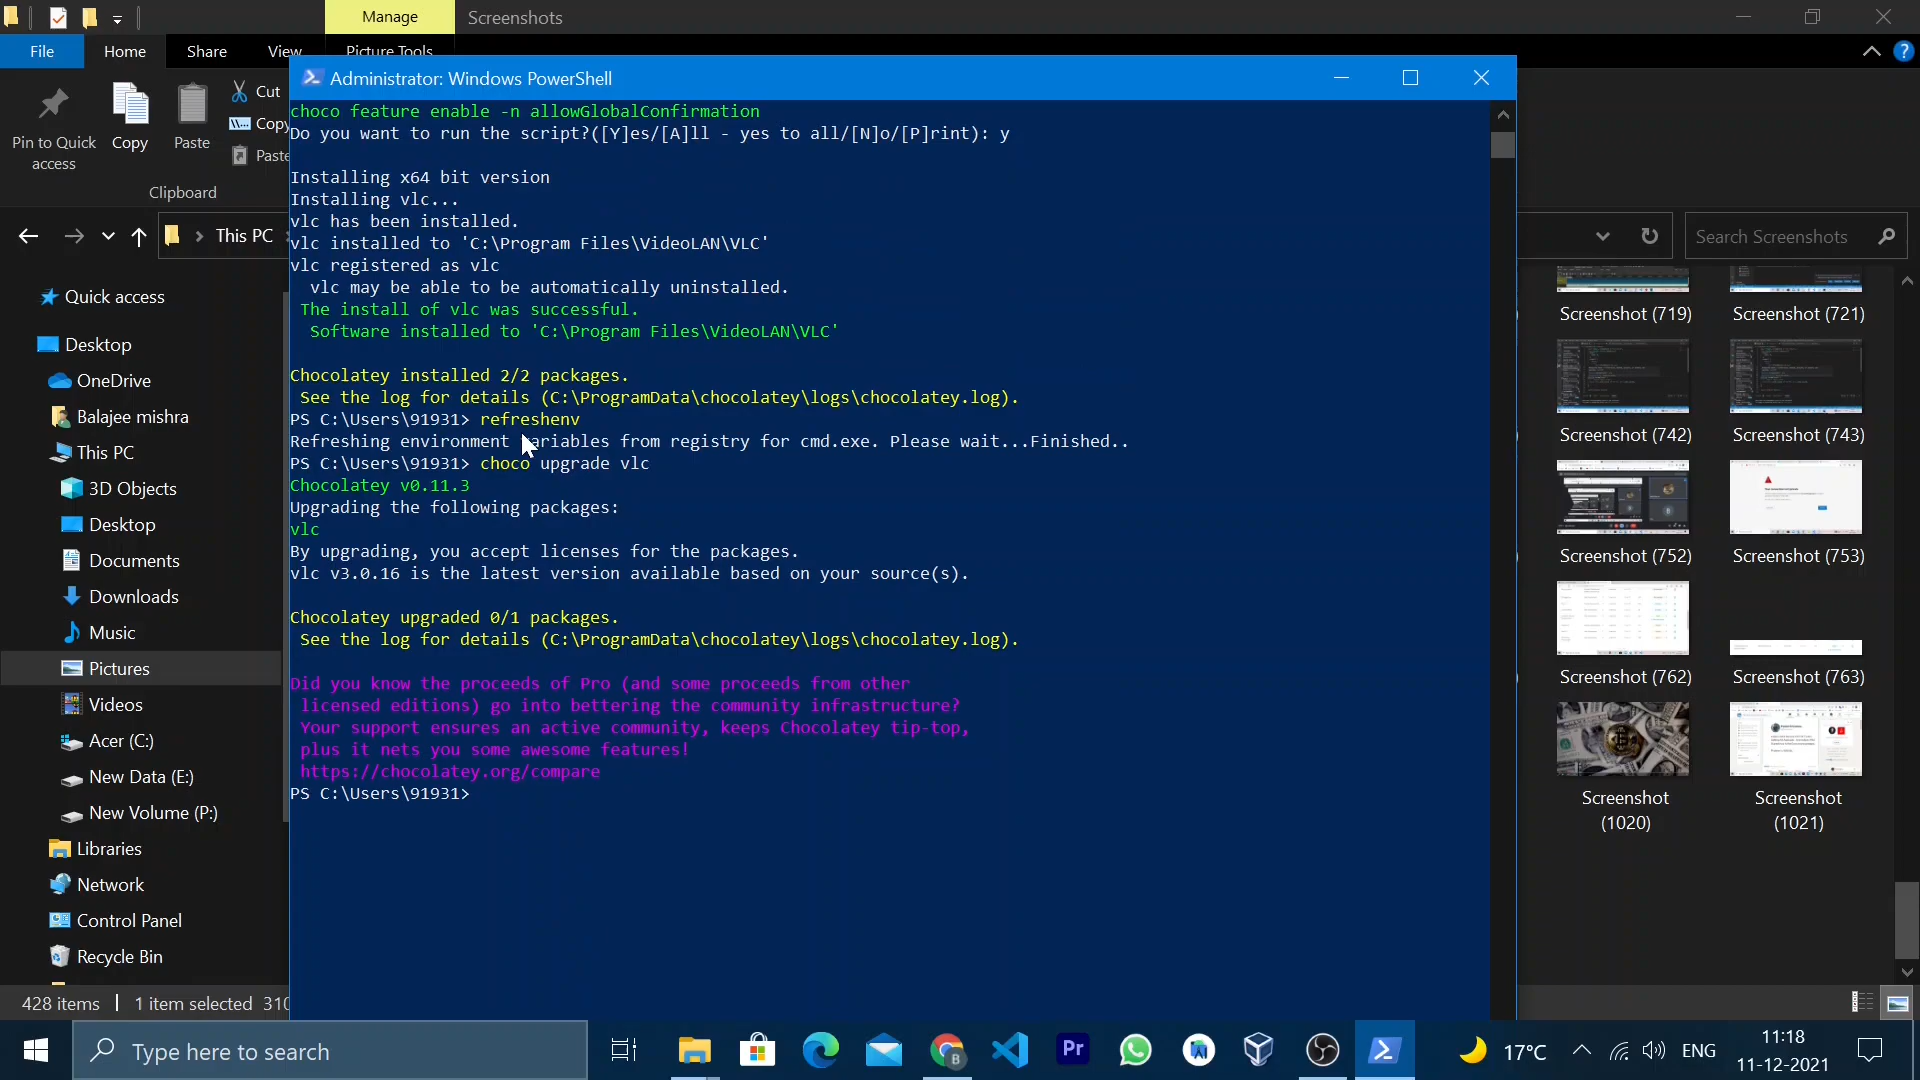 Manage
Screenshots
File
Home
Share
View
Picture Tools
Administrator: Windows PowerShell
Pin to Quick
access
Copy
Paste
Cut
Copy
Paste
Clipboard
This PC
Search Screenshots
choco feature enable -n allowGlobalConfirmation
Do you want to run the script?([Y]es/[A]ll - yes to all/[N]o/[P]rint): y
Installing x64 bit version
Installing vlc...
vlc has been installed.
vlc installed to 'C:\Program Files\VideoLAN\VLC'
vlc registered as vlc
vlc may be able to be automatically uninstalled.
The install of vlc was successful.
Software installed to 'C:\Program Files\VideoLAN\VLC'
Chocolatey installed 2/2 packages.
See the log for details (C:\ProgramData\chocolatey\logs\chocolatey.log).
PS C:\Users\91931> refreshenv
Refreshing environment variables from registry for cmd.exe. Please wait...Finished..
PS C:\Users\91931> choco upgrade vlc
Chocolatey v0.11.3
Upgrading the following packages:
vlc
By upgrading, you accept licenses for the packages.
vlc v3.0.16 is the latest version available based on your source(s).
Chocolatey upgraded 0/1 packages.
See the log for details (C:\ProgramData\chocolatey\logs\chocolatey.log).
Did you know the proceeds of Pro (and some proceeds from other
licensed editions) go into bettering the community infrastructure?
Your support ensures an active community, keeps Chocolatey tip-top,
plus it nets you some awesome features!
https://chocolatey.org/compare
PS C:\Users\91931>
Quick access
Desktop
OneDrive
Balajee mishra
This PC
3D Objects
Desktop
Documents
Downloads
Music
Pictures
Videos
Acer (C:)
New Data (E:)
New Volume (P:)
Libraries
Network
Control Panel
Recycle Bin
Screenshot (719)
Screenshot (721)
Screenshot (742)
Screenshot (743)
Screenshot (752)
Screenshot (753)
Screenshot (762)
Screenshot (763)
Screenshot
(1020)
Screenshot
(1021)
428 items
1 item selected 310
Type here to search
B
Pr
17°C
ENG
11:18
11-12-2021